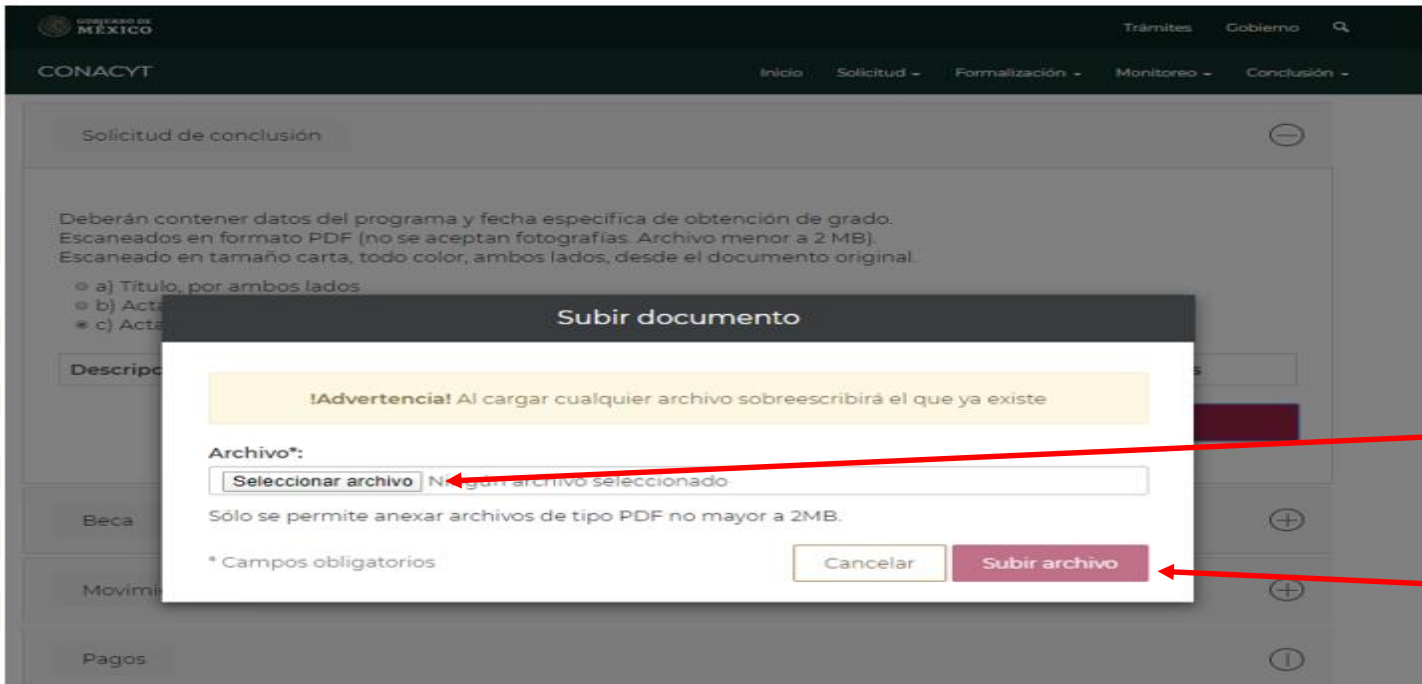 GOBIERNO DE
MÉXICO
Trámites Gobierno
CONACYT
Inicio Solicitud Formalización Monitoreo Conclusión
Solicitud de conclusión
Deberán contener datos del programa y fecha específica de obtención de grado.
Escaneados en formato PDF (no se aceptan fotografías. Archivo menor a 2 MB).
Escaneado en tamaño carta, todo color, ambos lados, desde el documento original.
a) Título, por ambos lados
b) Acta
c) Acta
Subir documento
!Advertencia! Al cargar cualquier archivo sobreescribirá el que ya existe
Archivo*:
Seleccionar archivo Ningún archivo seleccionado
Sólo se permite anexar archivos de tipo PDF no mayor a 2MB.
* Campos obligatorios
Cancelar Subir archivo
Beca
Pagos